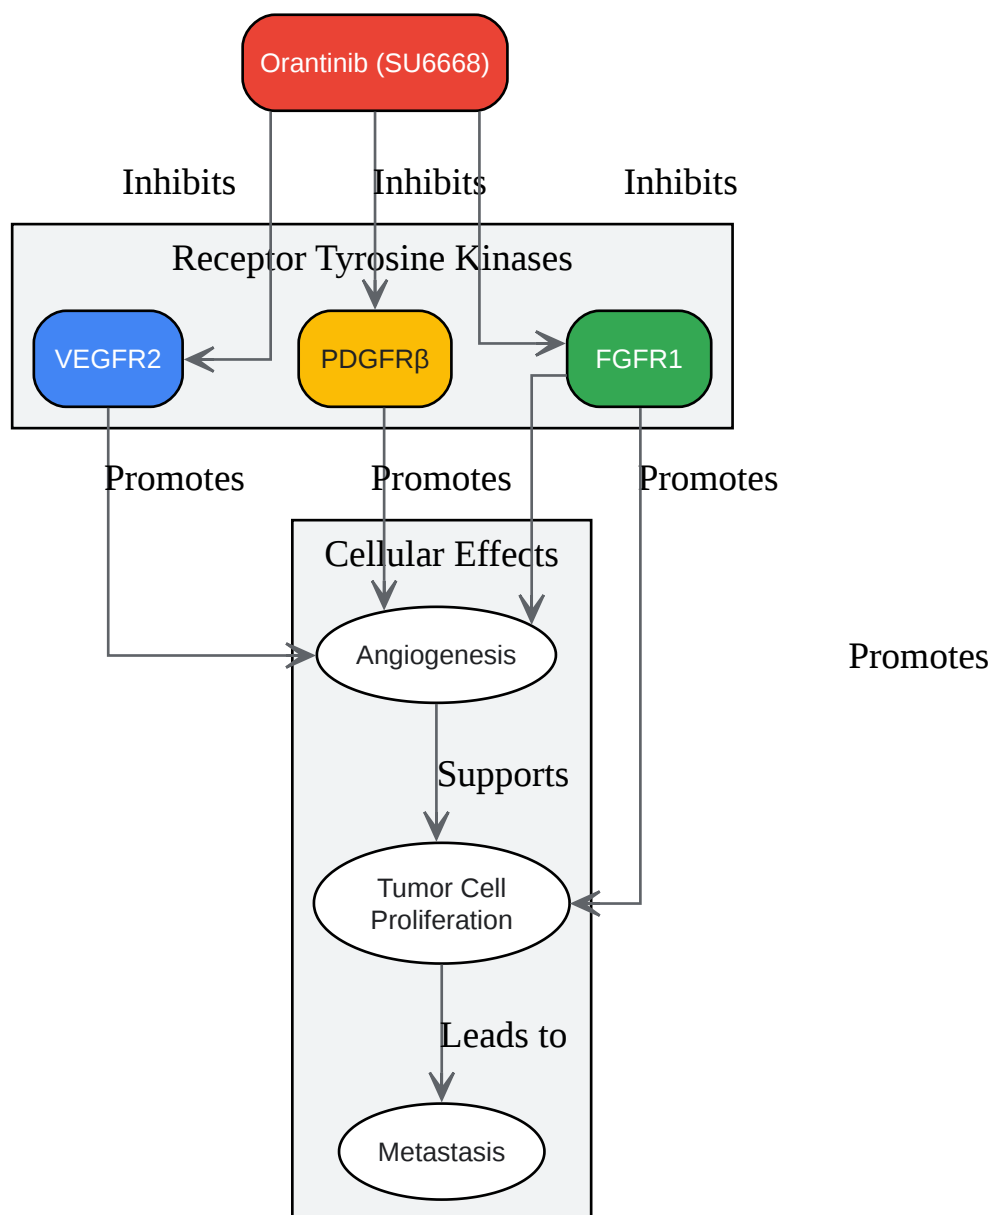 Orantinib (SU6668)
Inhibits
Inhibits
Inhibits
Receptor Tyrosine Kinases
VEGFR2
PDGFRβ
FGFR1
Promotes
Promotes
Promotes
Cellular Effects
Angiogenesis
Promotes
Supports
Tumor Cell
Proliferation
Leads to
Metastasis